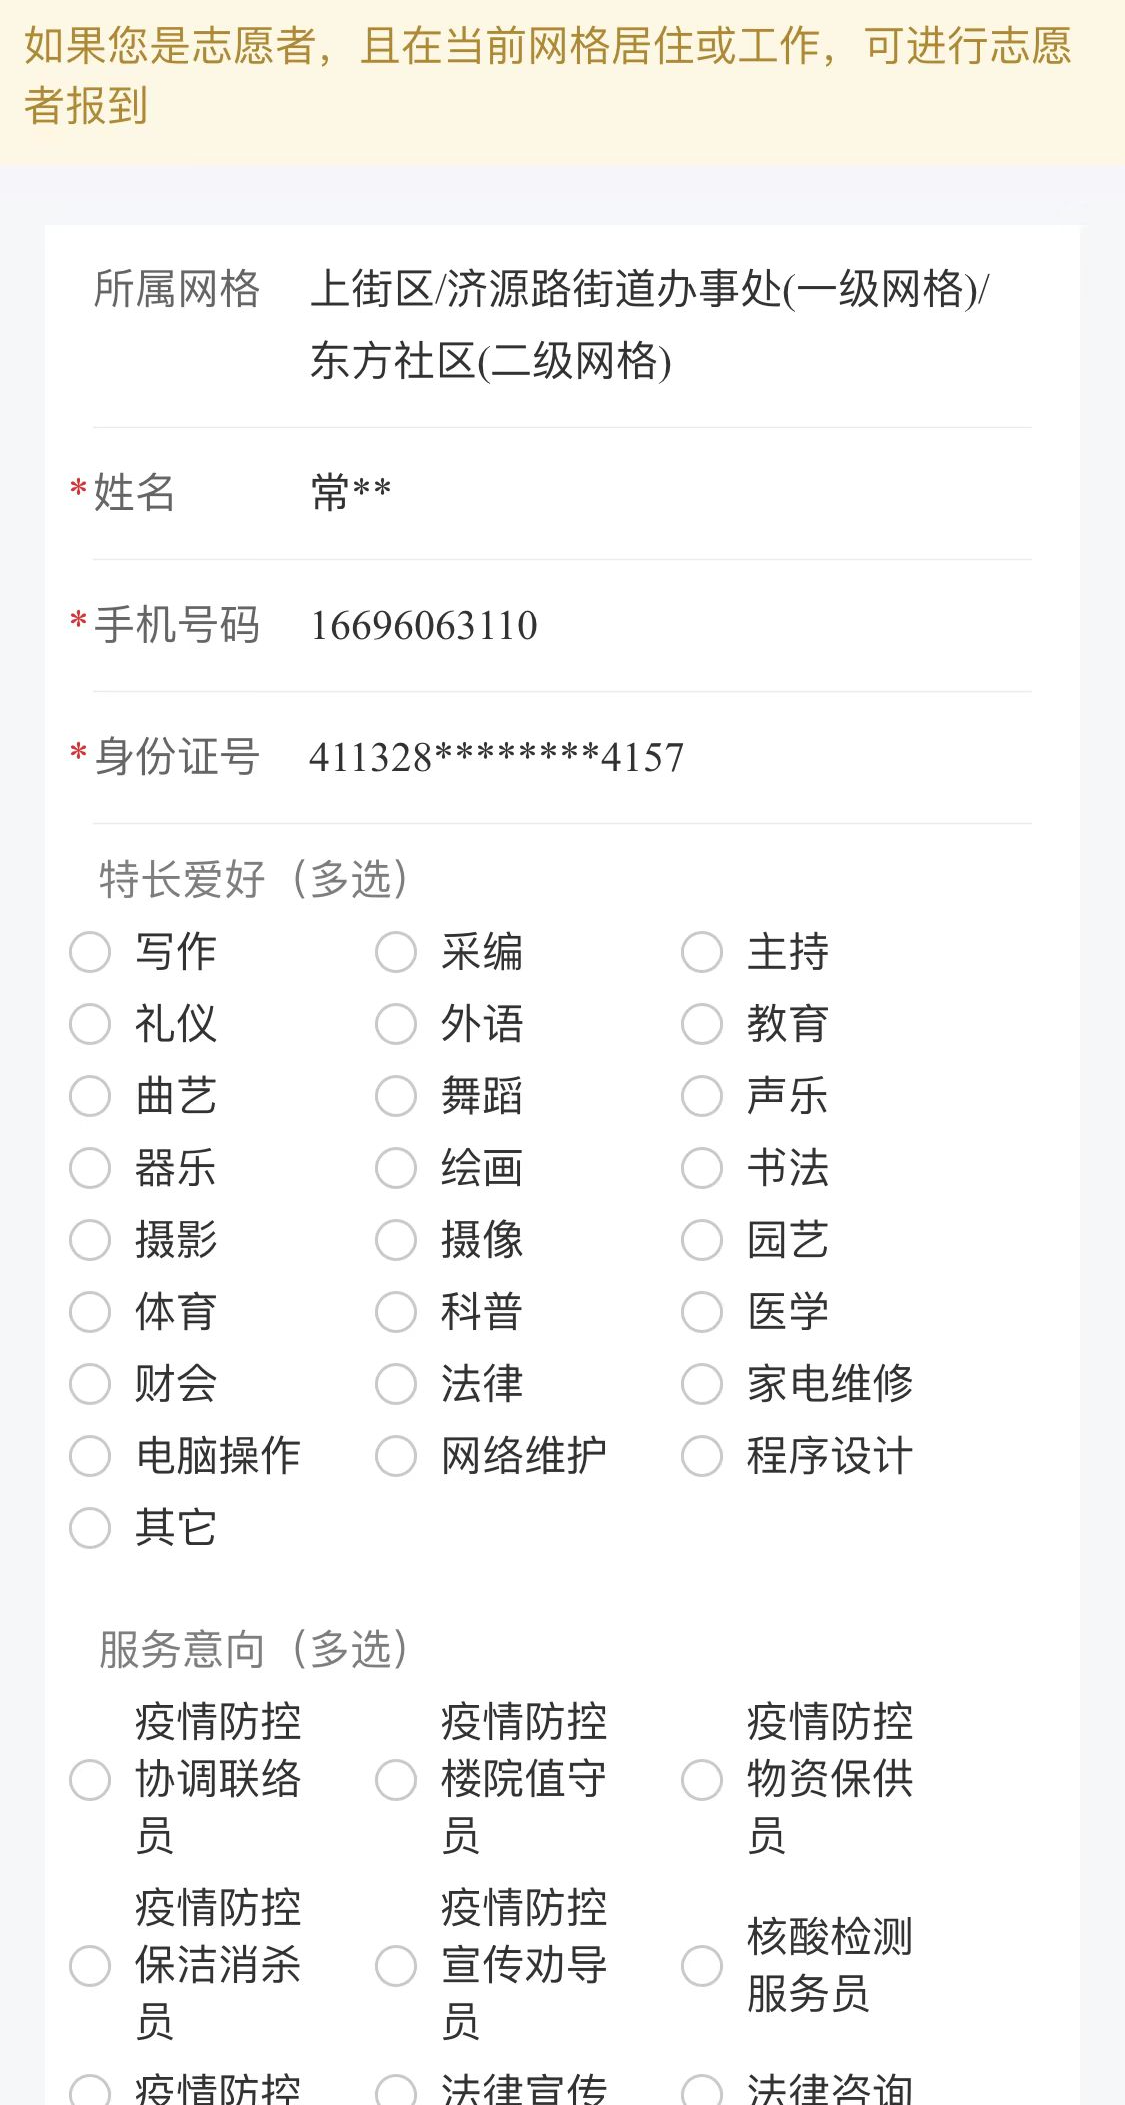 如果您是志愿者，且在当前网格居住或工作，可进行志愿
者报到
所属网格 上街区/济源路街道办事处(一级网格)/
东方社区(二级网格)
*姓名 常**
*手机号码 16696063110
*身份证号 411328********4157
特长爱好（多选）
写作 采编 主持
礼仪 外语 教育
曲艺 舞蹈 声乐
器乐 绘画 书法
摄影 摄像 园艺
体育 科普 医学
财会 法律 家电维修
电脑操作 网络维护 程序设计
其它
服务意向（多选）
疫情防控 疫情防控 疫情防控
协调联络 楼院值守 物资保供
员 员 员
疫情防控 疫情防控 核酸检测
保洁消杀 宣传劝导 服务员
员 员
疫情防控 法律宣传 法律咨询